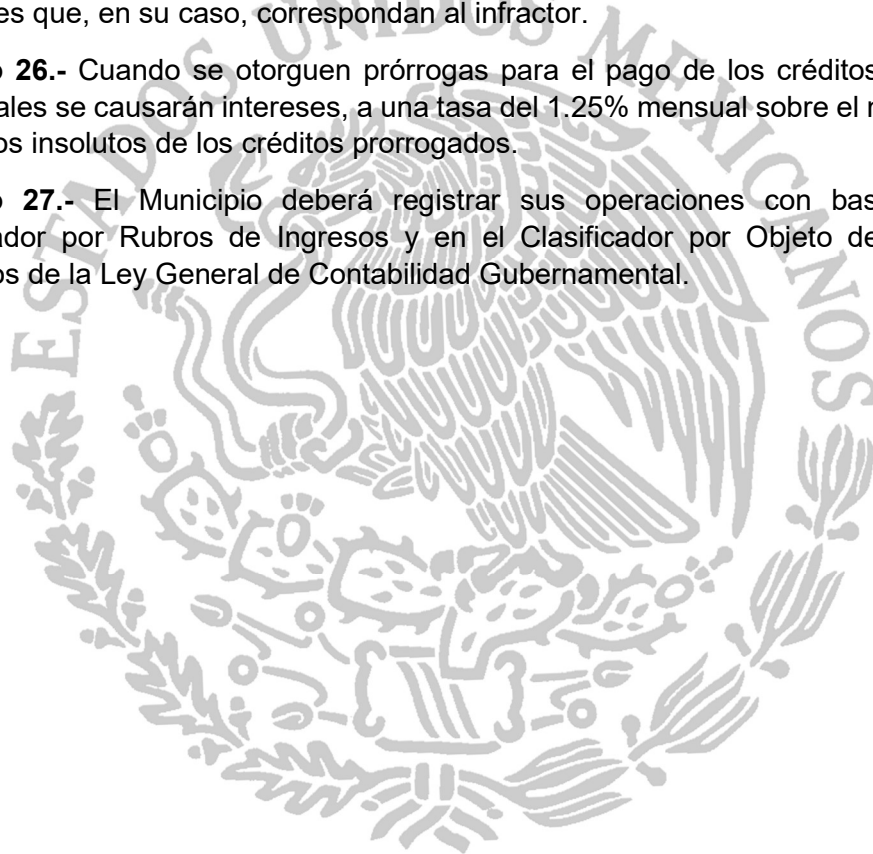 es que, en su caso, correspondan al infractor.
o 26.- Cuando se otorguen prórrogas para el pago de los créditos
ales se causarán intereses, a una tasa del 1.25% mensual sobre el
os insolutos de los créditos prorrogados.
o 27.- El Municipio deberá registrar sus operaciones con bas
ador por Rubros de Ingresos y en el Clasificador por Objeto de
os de la Ley General de Contabilidad Gubernamental.
ESTADOS UNIDOS MEXICANOS